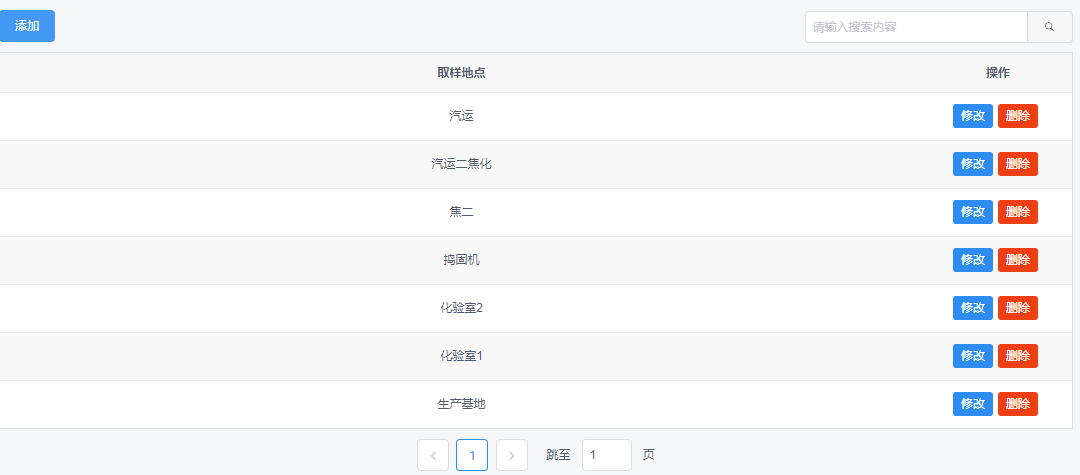 添加
请输入搜索内容
取样地点 操作
汽运 修改 删除
汽运二焦化 修改 删除
焦二 修改 删除
捣固机 修改 删除
化验室2 修改 删除
化验室1 修改 删除
生产基地 修改 删除
1 跳至 1 页